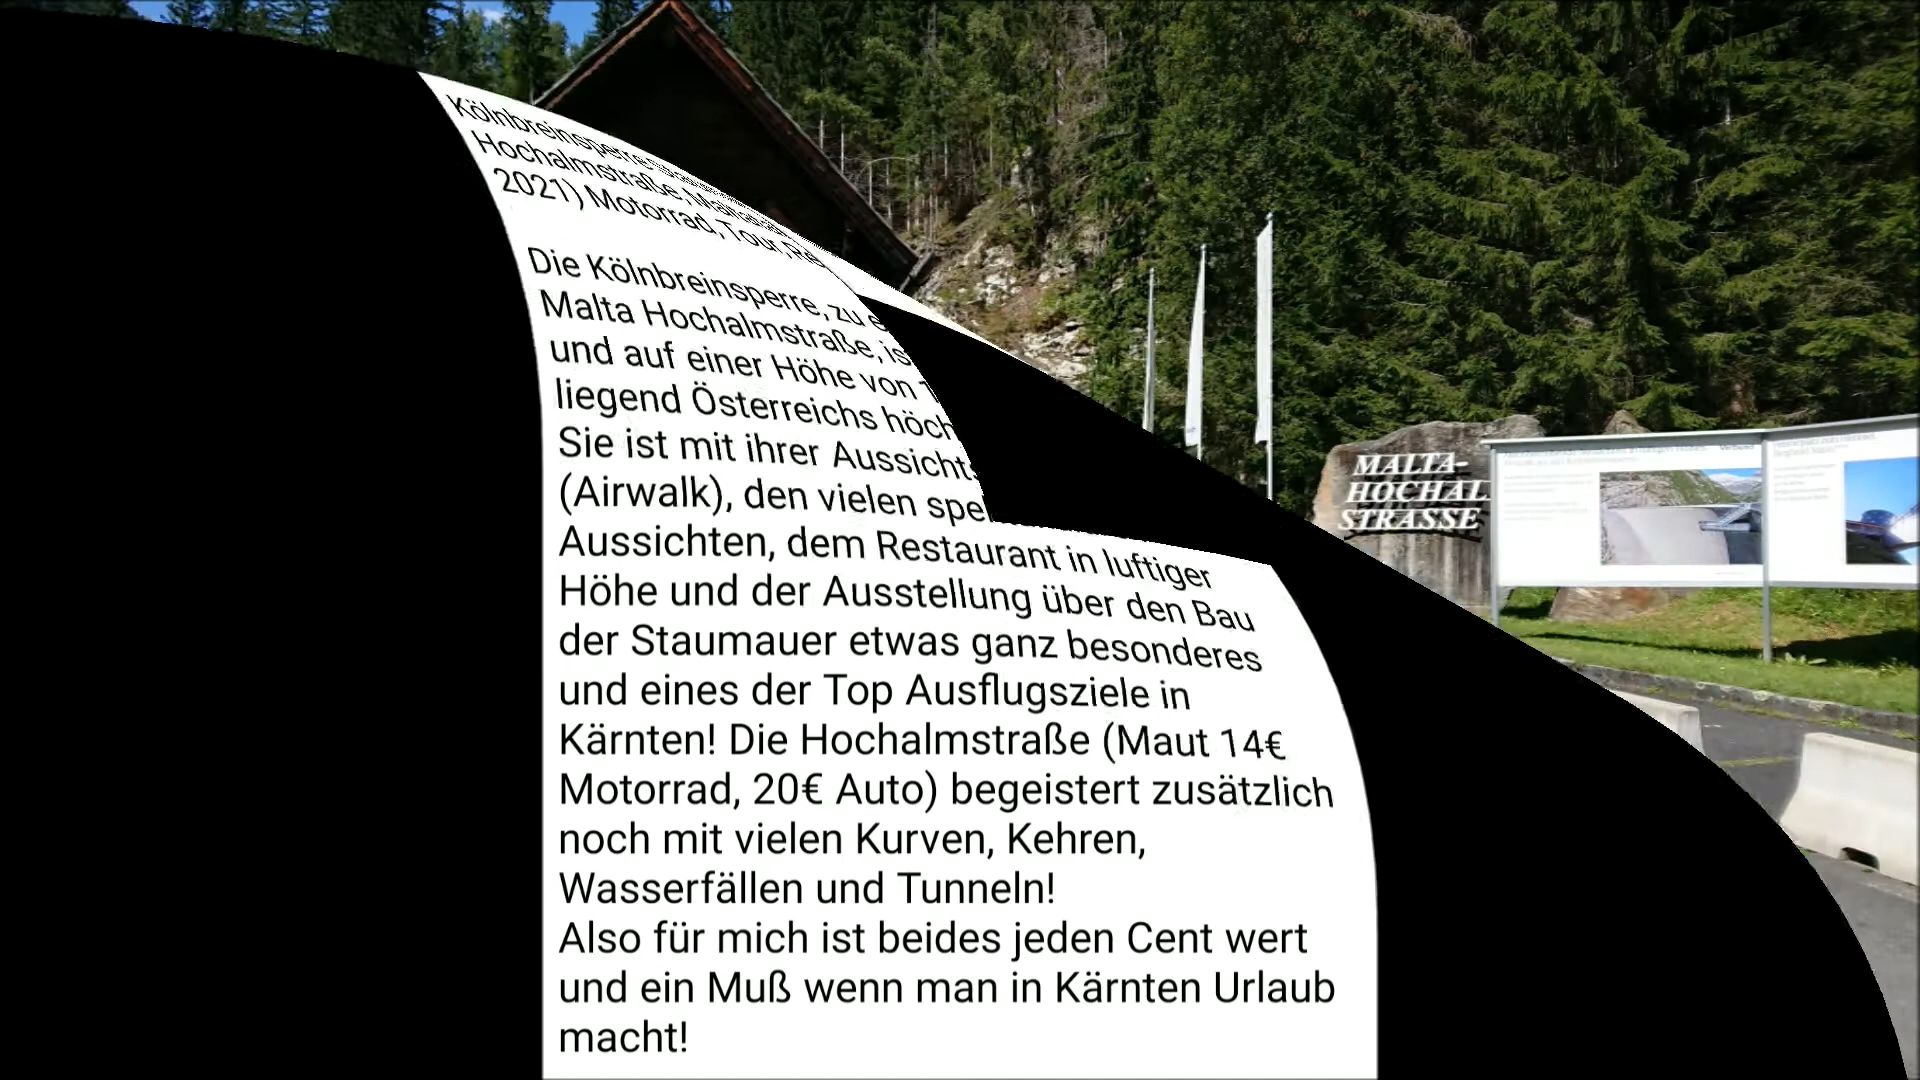 Kölnbreinsperre
Hochalmstraße, Maltatal
2021) Motorrad, Tour,
Die Kölnbreinsperre, zu
Malta Hochalmstraße,
und auf einer Höhe von
liegend Österreichs
Sie ist mit ihrer
(Airwalk), den vielen
Aussichten, dem Restaurant in luftiger
Höhe und der Ausstellung über den Bau
der Staumauer etwas ganz besonderes
und eines der Top Ausflugsziele in
Kärnten! Die Hochalmstraße (Maut 14€
Motorrad, 20€ Auto) begeistert zusätzlich
noch mit vielen Kurven, Kehren,
Wasserfällen und Tunneln!
Also für mich ist beides jeden Cent wert
und ein Muß wenn man in Kärnten Urlaub
macht!
MALTA-
HOCHAL
STRASSE